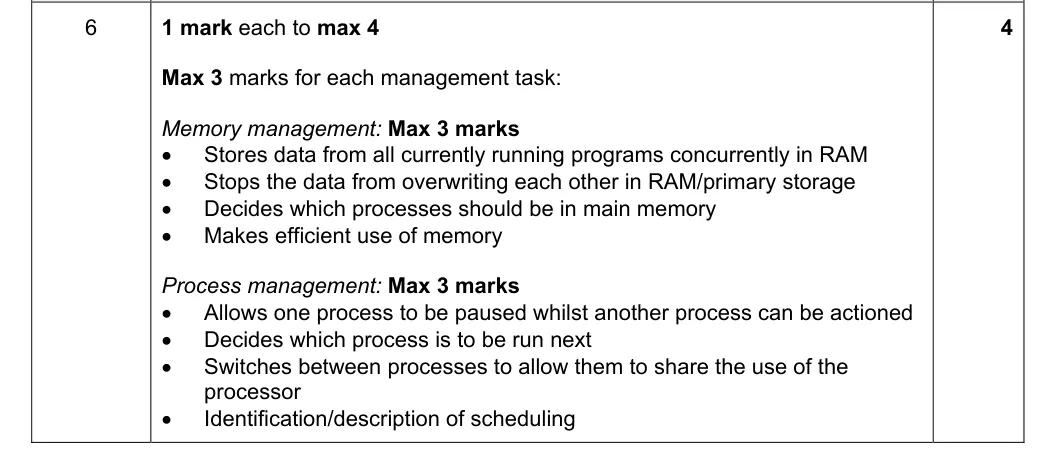 6
1 mark each to max 4
4
Max 3 marks for each management task:
Memory management: Max 3 marks
• Stores data from all currently running programs concurrently in RAM
• Stops the data from overwriting each other in RAM/primary storage
• Decides which processes should be in main memory
• Makes efficient use of memory
Process management: Max 3 marks
• Allows one process to be paused whilst another process can be actioned
• Decides which process is to be run next
• Switches between processes to allow them to share the use of the
processor
• Identification/description of scheduling